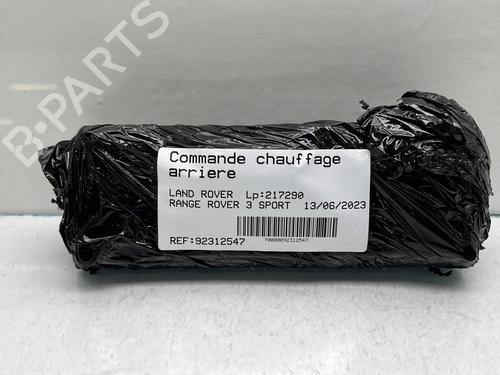 B-PARTS
Commande chauffage
arriere
LAND ROVER Lp:217290
RANGE ROVER 3 SPORT 13/06/2023
REF:92312547
70000092312547